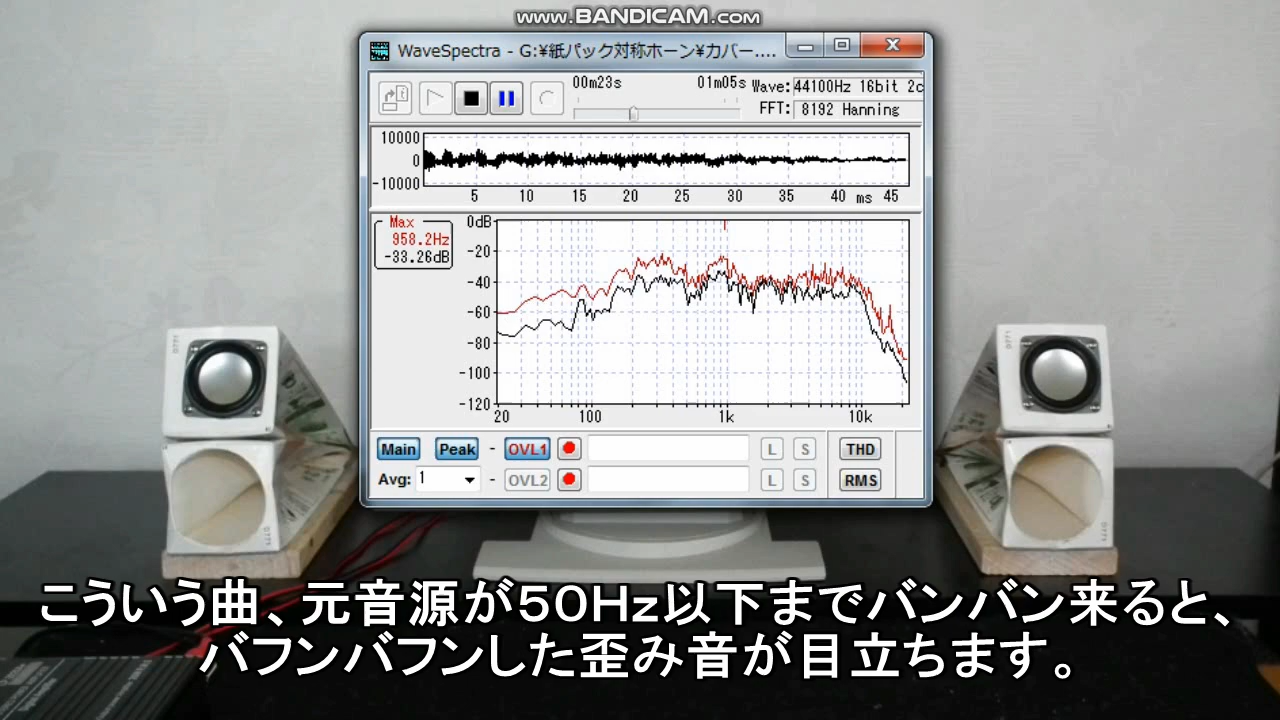 www.BANDICAM.com
WaveSpectra - G:¥紙パック対称ホーン¥カバー....
00m23s 01m05s Wave: 44100Hz 16bit 2c
FFT: 8192 Hanning
10000
0
-10000
5 10 15 20 25 30 35 40 ms 45
Max
958.2Hz
-33.26dB
0dB
-20
-40
-60
-80
-100
-120
20 100 1k 10k
Main Peak - OVL1 L S THD
Avg: 1 - OVL2 L S RMS
D771
D771
D771
D771
こういう曲、元音源が５０Ｈｚ以下までバンバン来ると、
バフンバフンした歪み音が目立ちます。